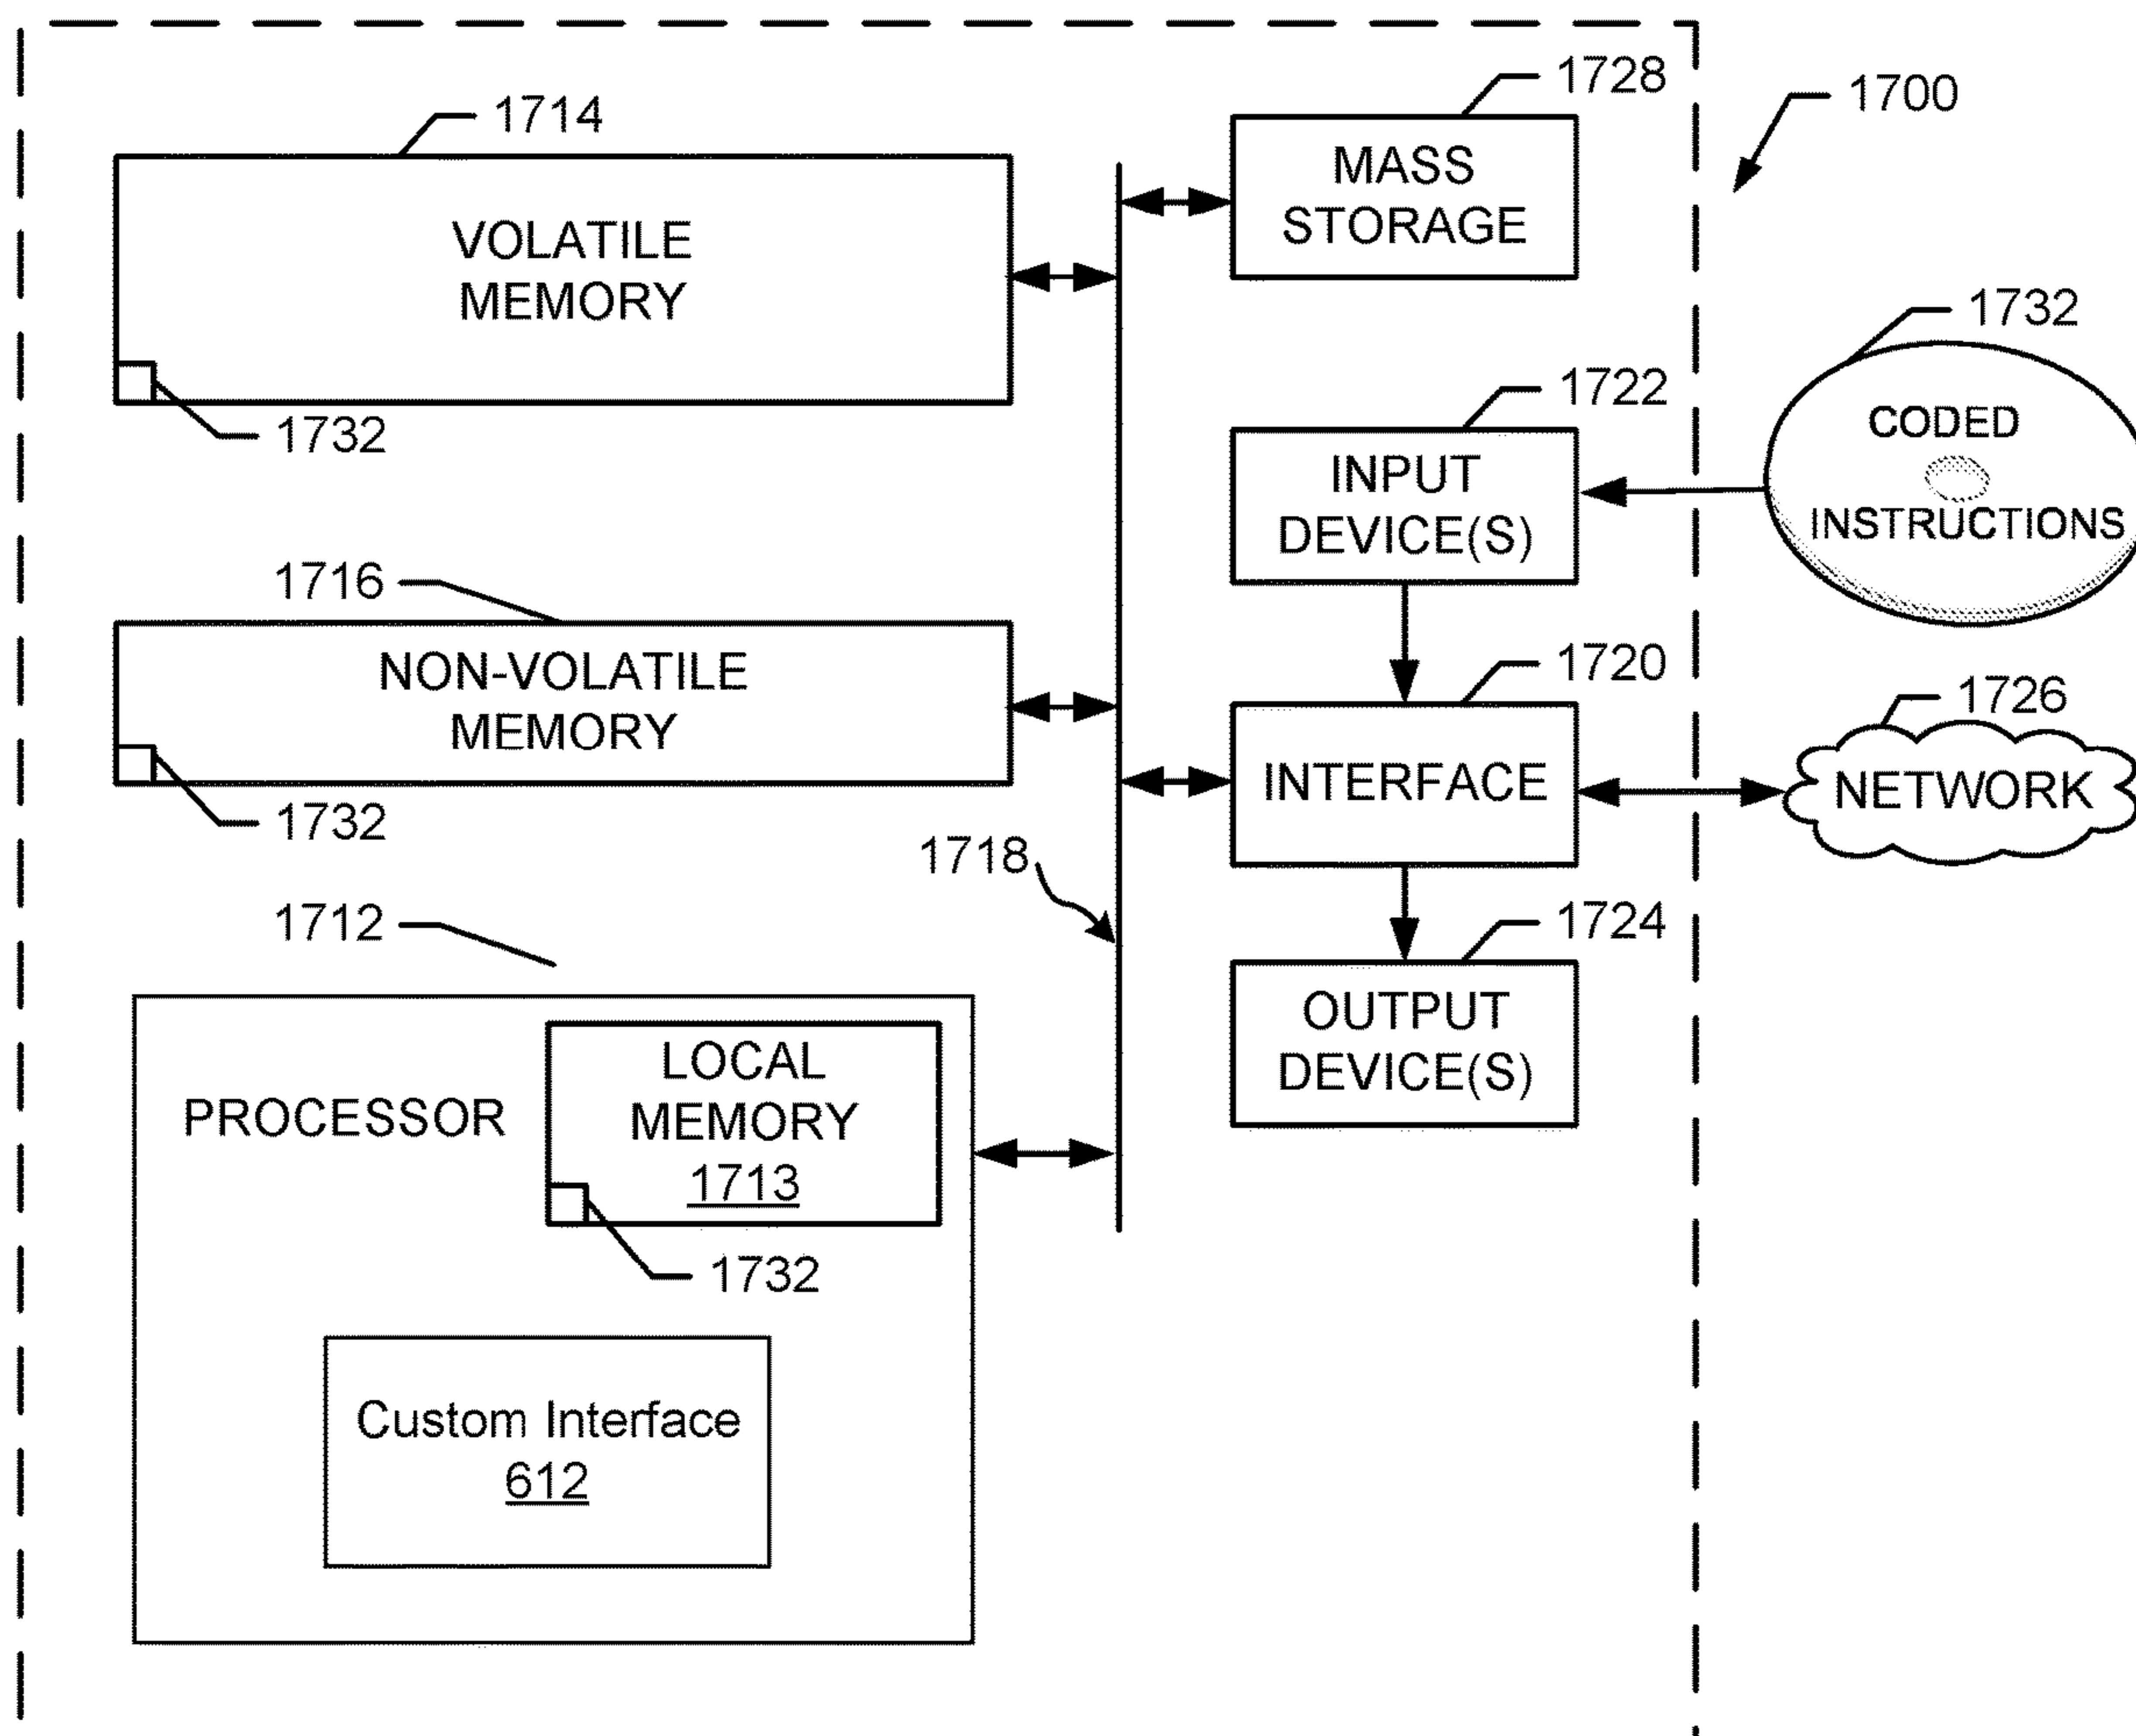 1728
1700
1714
MASS
STORAGE
VOLATILE
MEMORY
1732
1732
1722
CODED
INSTRUCTIONS
INPUT
DEVICE(S)
1716
1720
1726
NON-VOLATILE
MEMORY
INTERFACE
NETWORK
1732
1718
1712
1724
OUTPUT
DEVICE(S)
LOCAL
MEMORY
1713
PROCESSOR
1732
Custom Interface
612